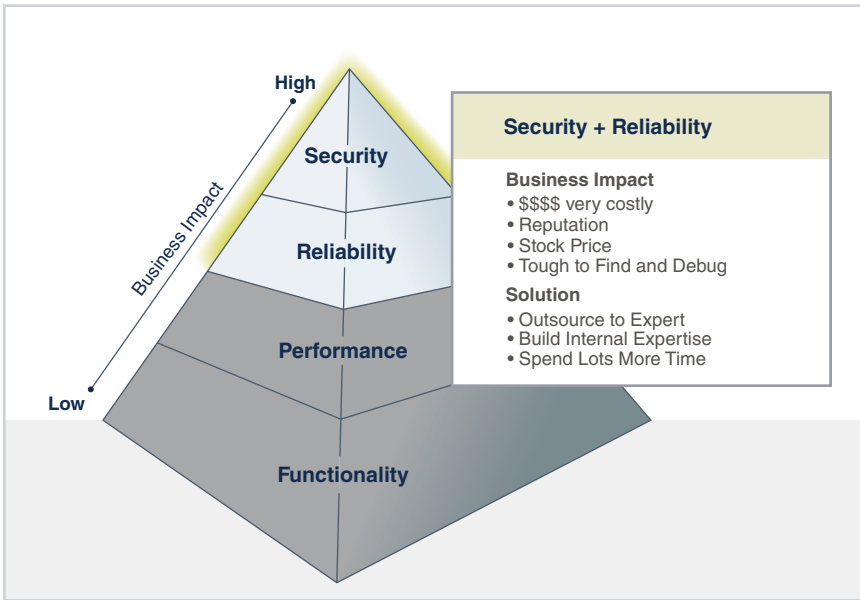 High
Security
Business Impact
Reliability
Performance
Low
Functionality
Security + Reliability
Business Impact
• $$$$ very costly
• Reputation
• Stock Price
• Tough to Find and Debug
Solution
• Outsource to Expert
• Build Internal Expertise
• Spend Lots More Time